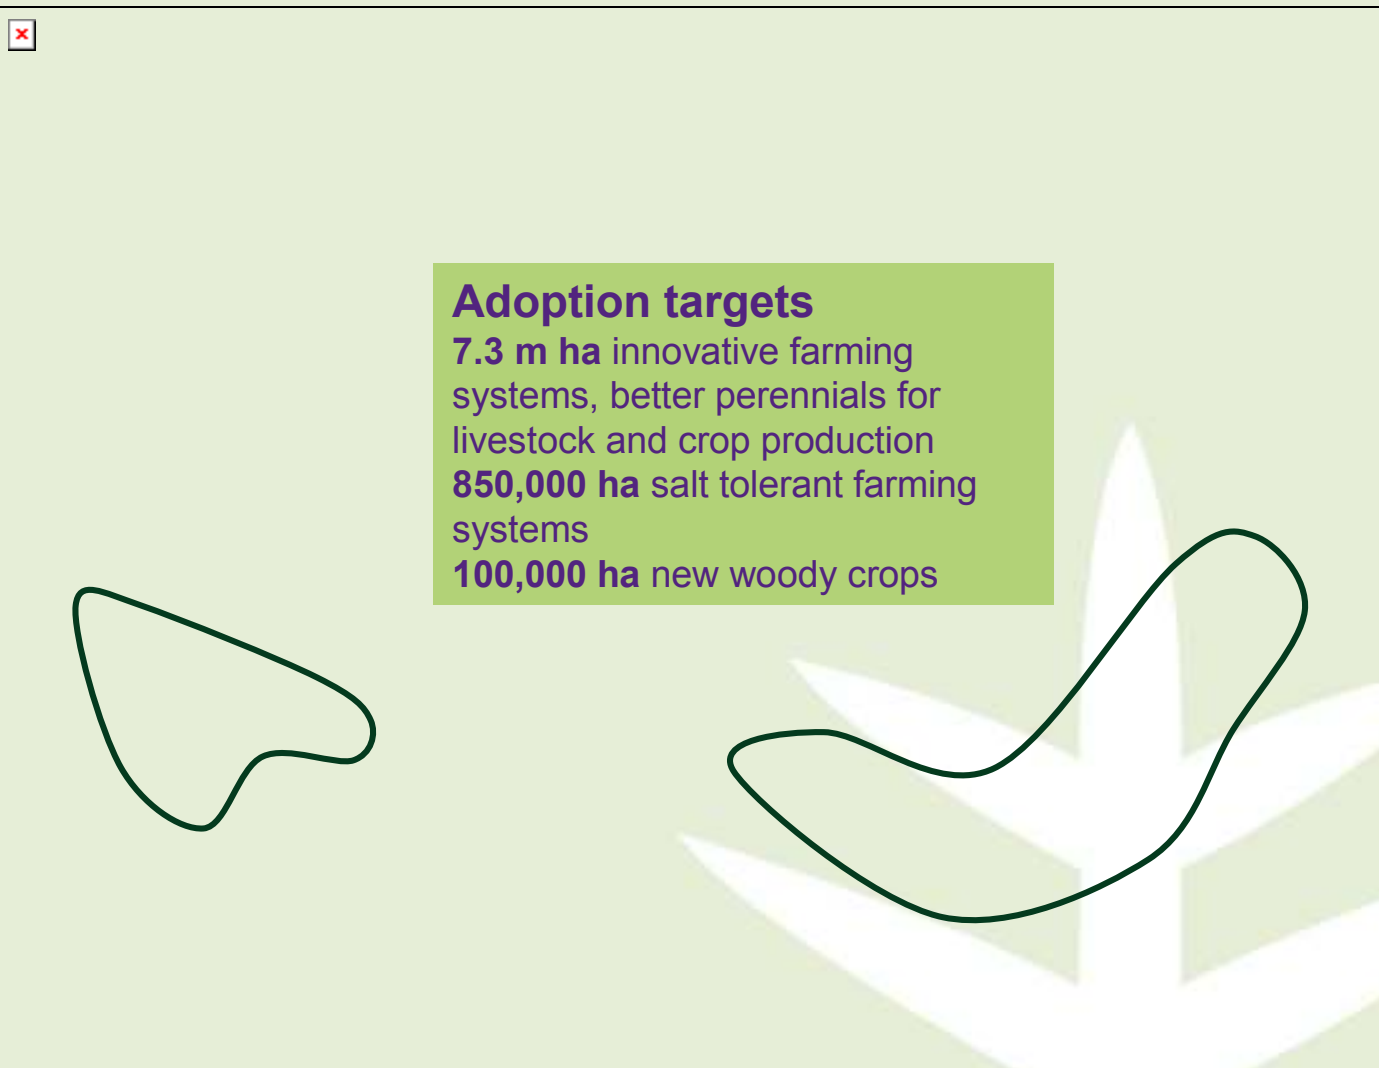 Adoption targets
7.3 m ha innovative farming
systems, better perennials for
livestock and crop production
850,000 ha salt tolerant farming
systems
100,000 ha new woody crops